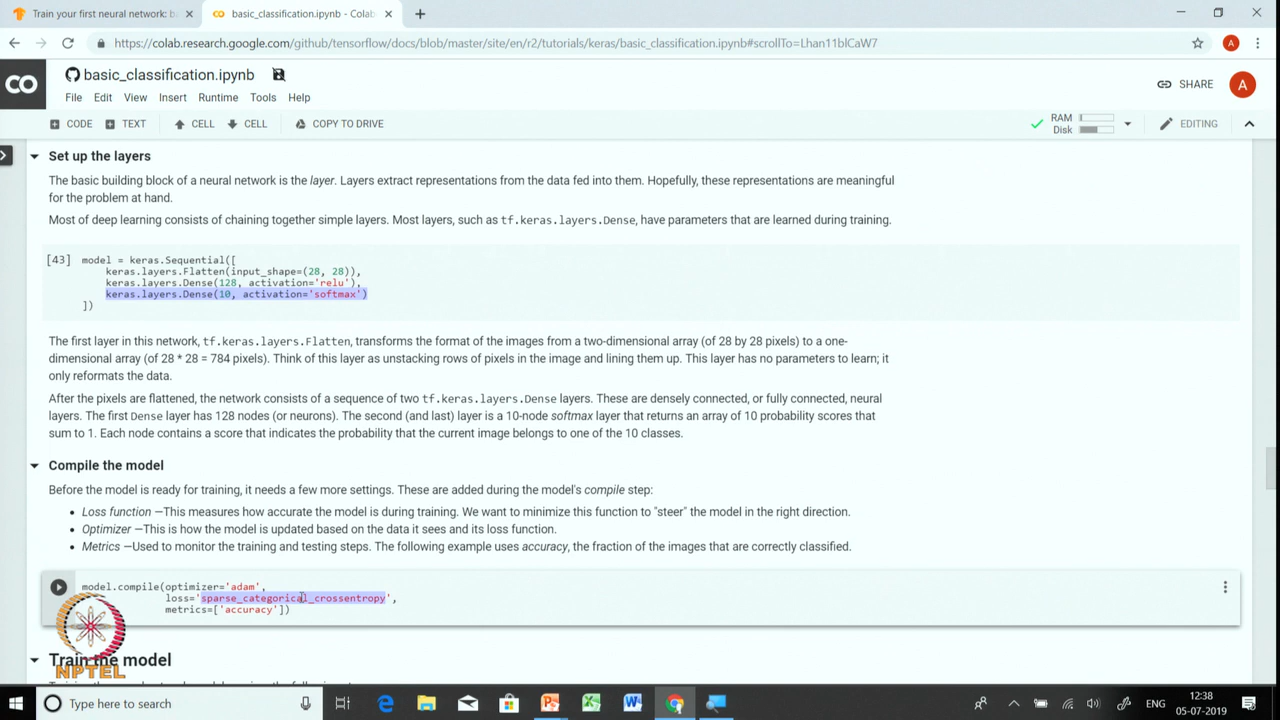 Train your first neural network: ba
basic_classification.ipynb - Colab
https://colab.research.google.com/github/tensorflow/docs/blob/master/site/en/r2/tutorials/keras/basic_classification.ipynb#scrollTo=Lhan11blCaW7
A
CO
basic_classification.ipynb
SHARE
A
File Edit View Insert Runtime Tools Help
CODE TEXT CELL CELL COPY TO DRIVE
RAM
Disk
EDITING
Set up the layers
The basic building block of a neural network is the layer. Layers extract representations from the data fed into them. Hopefully, these representations are meaningful
for the problem at hand.
Most of deep learning consists of chaining together simple layers. Most layers, such as tf.keras.layers.Dense, have parameters that are learned during training.
[43] model = keras.Sequential([
keras.layers.Flatten(input_shape=(28, 28)),
keras.layers.Dense(128, activation='relu'),
keras.layers.Dense(10, activation='softmax')
])
The first layer in this network, tf.keras.layers.Flatten, transforms the format of the images from a two-dimensional array (of 28 by 28 pixels) to a one-
dimensional array (of 28 * 28 = 784 pixels). Think of this layer as unstacking rows of pixels in the image and lining them up. This layer has no parameters to learn; it
only reformats the data.
After the pixels are flattened, the network consists of a sequence of two tf.keras.layers.Dense layers. These are densely connected, or fully connected, neural
layers. The first Dense layer has 128 nodes (or neurons). The second (and last) layer is a 10-node softmax layer that returns an array of 10 probability scores that
sum to 1. Each node contains a score that indicates the probability that the current image belongs to one of the 10 classes.
Compile the model
Before the model is ready for training, it needs a few more settings. These are added during the model's compile step:
• Loss function —This measures how accurate the model is during training. We want to minimize this function to "steer" the model in the right direction.
• Optimizer —This is how the model is updated based on the data it sees and its loss function.
• Metrics —Used to monitor the training and testing steps. The following example uses accuracy, the fraction of the images that are correctly classified.
model.compile(optimizer='adam',
loss='sparse_categorical_crossentropy',
metrics=['accuracy'])
Train the model
NPTEL
Type here to search
ENG
12:38
05-07-2019